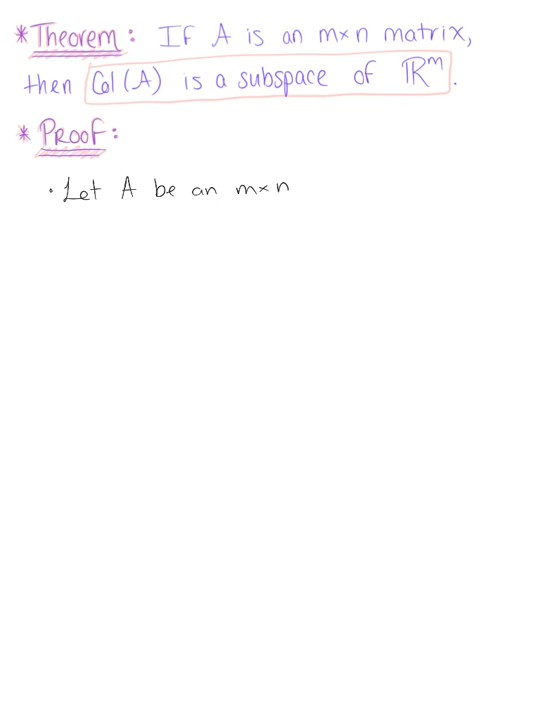 * Theorem: If A is an m×n matrix,
then Col(A) is a subspace of ℝᵐ.
* PROOF:
· Let A be an m×n